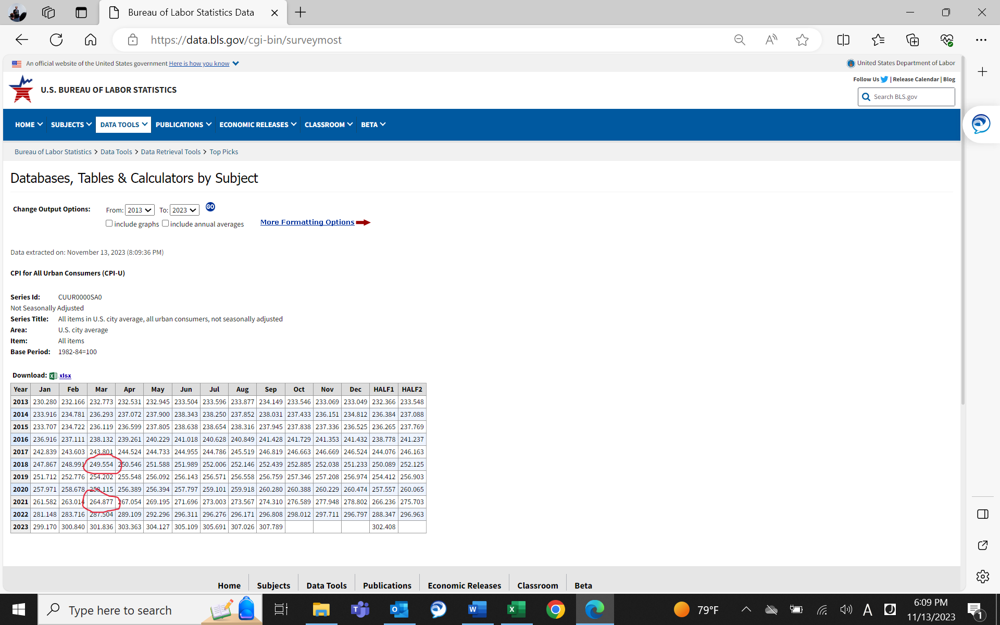 Bureau of Labor Statistics Data
https://data.bls.gov/cgi-bin/surveymost
An official website of the United States government Here is how you know
United States Department of Labor
Follow Us | Release Calendar | Blog
U.S. BUREAU OF LABOR STATISTICS
Search BLS.gov
HOME SUBJECTS DATA TOOLS PUBLICATIONS ECONOMIC RELEASES CLASSROOM BETA
Bureau of Labor Statistics > Data Tools > Data Retrieval Tools > Top Picks
Databases, Tables & Calculators by Subject
Change Output Options: From: 2013 To: 2023 GO
include graphs include annual averages More Formatting Options
Data extracted on: November 13, 2023 (8:09:36 PM)
CPI for All Urban Consumers (CPI-U)
Series Id: CUUR0000SA0
Not Seasonally Adjusted
Series Title: All items in U.S. city average, all urban consumers, not seasonally adjusted
Area: U.S. city average
Item: All items
Base Period: 1982-84=100
Download: xlsx
Year Jan Feb Mar Apr May Jun Jul Aug Sep Oct Nov Dec HALF1 HALF2
2013 230.280 232.166 232.773 232.531 232.945 233.504 233.596 233.877 234.149 233.546 233.069 233.049 232.366 233.548
2014 233.916 234.781 236.293 237.072 237.900 238.343 238.250 237.852 238.031 237.433 236.151 234.812 236.384 237.088
2015 233.707 234.722 236.119 236.599 237.805 238.638 238.654 238.316 237.945 237.838 237.336 236.525 236.265 237.769
2016 236.916 237.111 238.132 239.261 240.229 241.018 240.628 240.849 241.428 241.729 241.353 241.432 238.778 241.237
2017 242.839 243.603 243.801 244.524 244.733 244.955 244.786 245.519 246.819 246.663 246.669 246.524 244.076 246.163
2018 247.867 248.991 249.554 250.546 251.588 251.989 252.006 252.146 252.439 252.885 252.038 251.233 250.089 252.125
2019 251.712 252.776 254.202 255.548 256.092 256.143 256.571 256.558 256.759 257.346 257.208 256.974 254.412 256.903
2020 257.971 258.678 258.115 256.389 256.394 257.797 259.101 259.918 260.280 260.388 260.229 260.474 257.557 260.065
2021 261.582 263.014 264.877 267.054 269.195 271.696 273.003 273.567 274.310 276.589 277.948 278.802 266.236 275.703
2022 281.148 283.716 287.504 289.109 292.296 296.311 296.276 296.171 296.808 298.012 297.711 296.797 288.347 296.963
2023 299.170 300.840 301.836 303.363 304.127 305.109 305.691 307.026 307.789 302.408
Home Subjects Data Tools Publications Economic Releases Classroom Beta
Type here to search
79°F
6:09 PM
11/13/2023
1